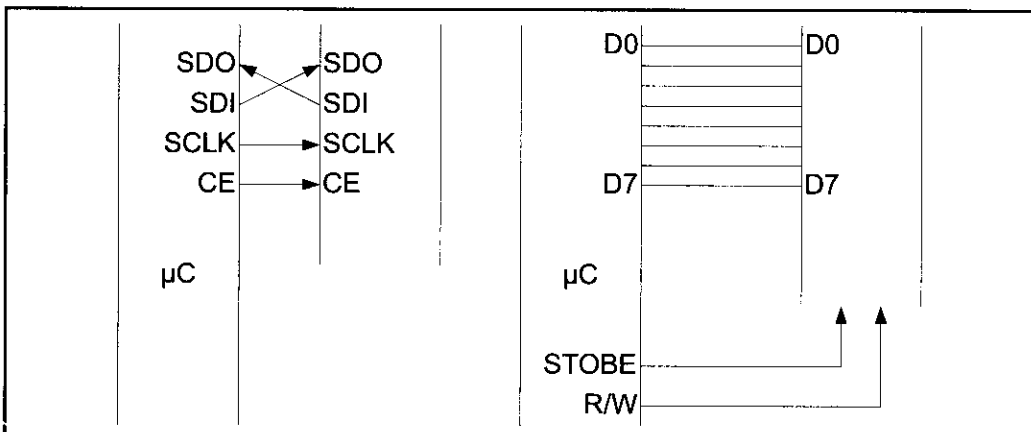 SDO SDO
SDI SDI
SCLK SCLK
CE CE
µC
D0 D0
D7 D7
µC
STOBE
R/W